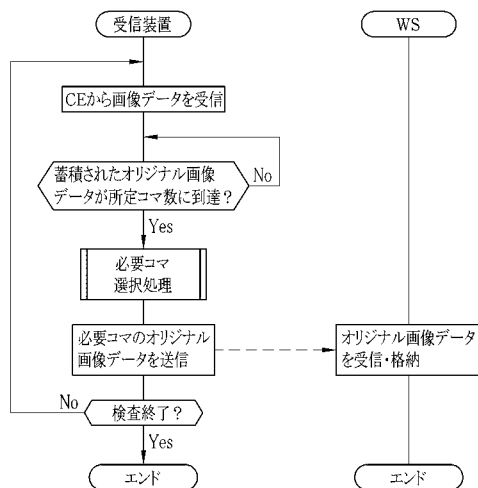 受信装置
WS
CEから画像データを受信
蓄積されたオリジナル画像
データが所定コマ数に到達?
No
Yes
必要コマ
選択処理
必要コマのオリジナル
画像データを送信
オリジナル画像データ
を受信・格納
No
検査終了?
Yes
エンド
エンド